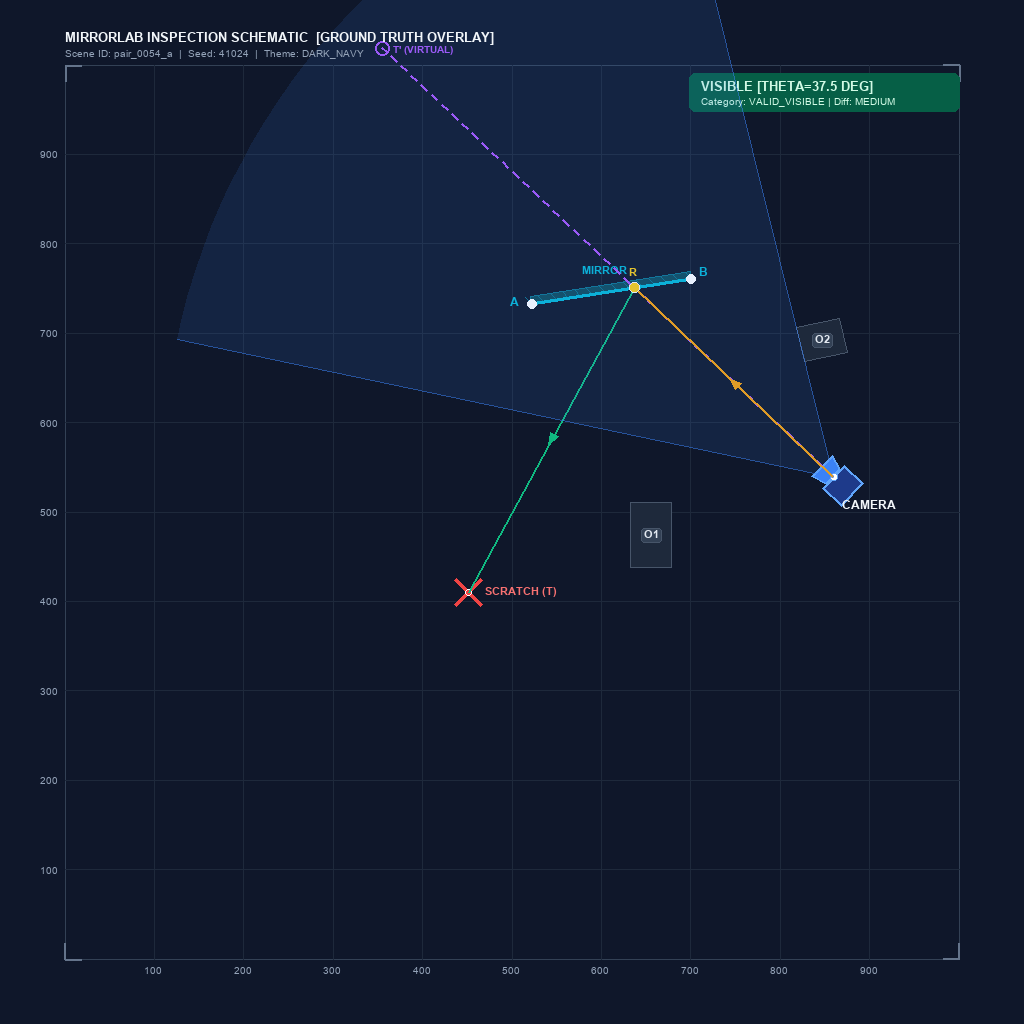 MIRRORLAB INSPECTION SCHEMATIC [GROUND TRUTH OVERLAY]
Scene ID: pair_0054_a | Seed: 41024 | Theme: DARK_NAVY
T' (VIRTUAL)
VISIBLE [THETA=37.5 DEG]
Category: VALID_VISIBLE | Diff: MEDIUM
900
800
MIRROR R
B
A
700
O2
600
CAMERA
500
O1
SCRATCH (T)
400
300
200
100
100 200 300 400 500 600 700 800 900